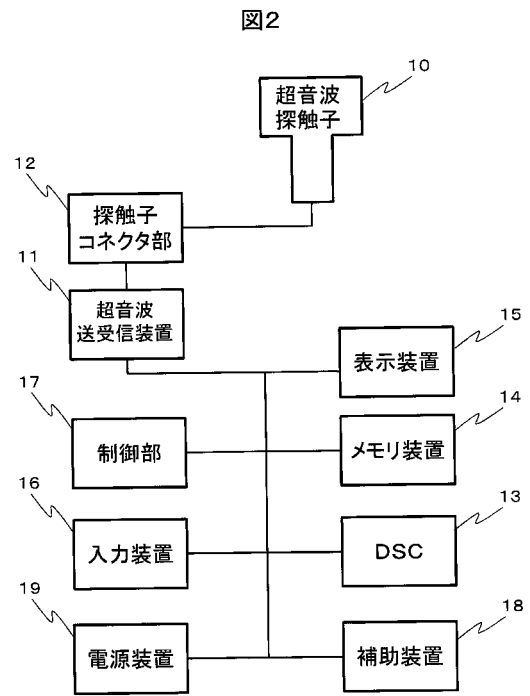 図2
10
超音波
探触子
12
探触子
コネクタ部
11
超音波
送受信装置
15
表示装置
17
制御部
14
メモリ装置
16
入力装置
13
DSC
19
電源装置
18
補助装置